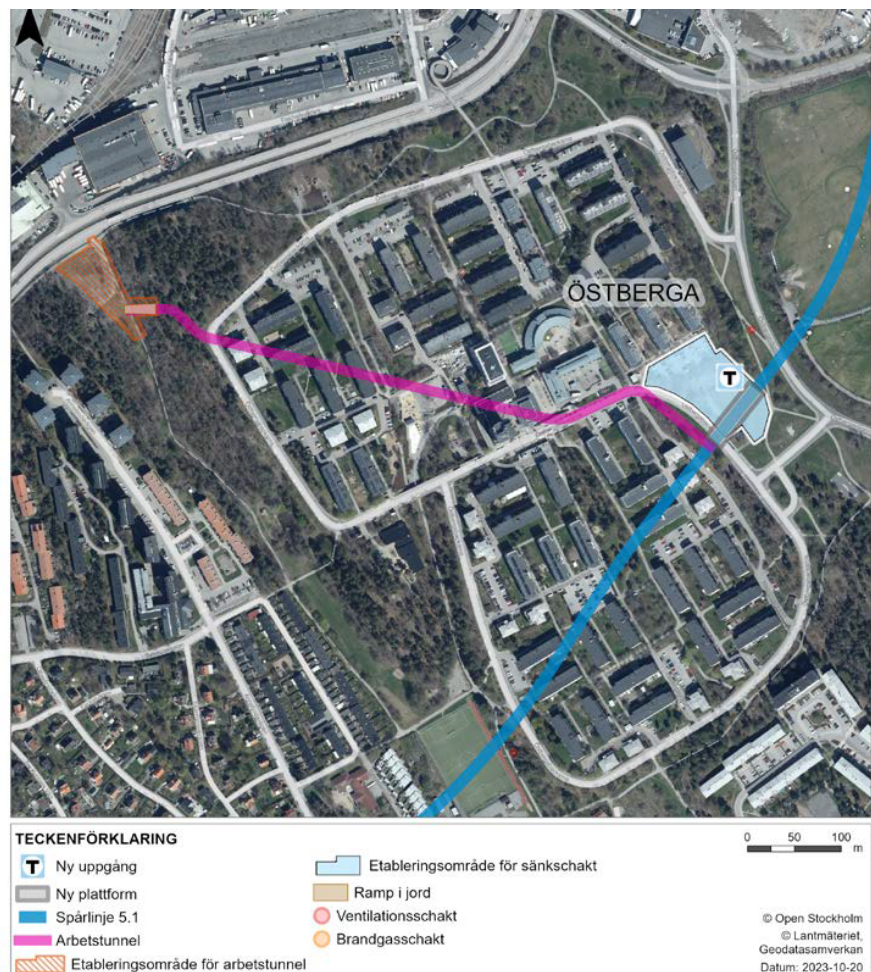 ÖSTBERGA
T
TECKENFÖRKLARING
T Ny uppgång
Ny plattform
Spårlinje 5.1
Arbetstunnel
Etableringsområde för arbetstunnel
Etableringsområde för sänkschakt
Ramp i jord
Ventilationsschakt
Brandgasschakt
0 50 100
m
© Open Stockholm
© Lantmäteriet,
Geodatasamverkan
Datum: 2023-10-20